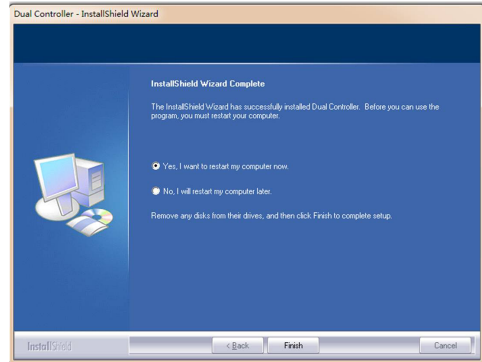 Dual Controller - InstallShield Wizard
InstallShield Wizard Complete
The InstallShield Wizard has successfully installed Dual Controller. Before you can use the
program, you must restart your computer.
Yes, I want to restart my computer now.
No, I will restart my computer later.
Remove any disks from their drives, and then click Finish to complete setup.
InstallShield
< Back
Finish
Cancel